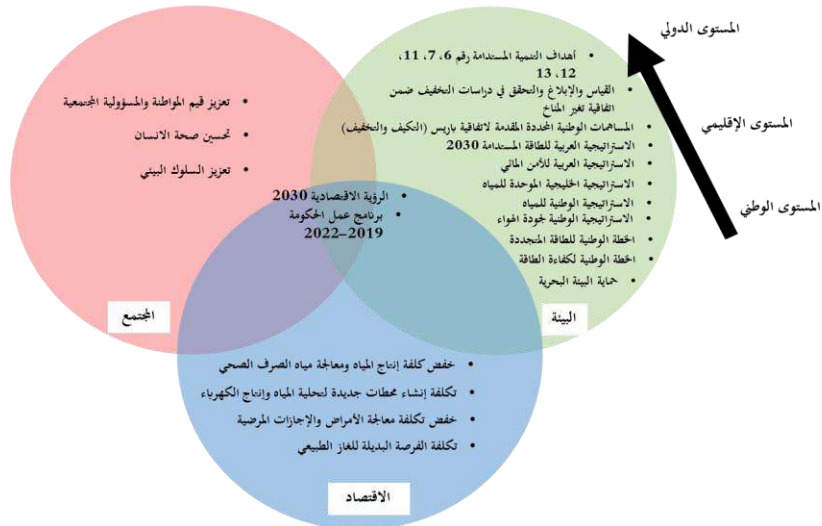 المستوى الدولي
المستوى الإقليمي
المستوى الوطني
• أهداف التنمية المستدامة رقم 6، 7، 11،
12، 13
• القياس والإبلاغ والتحقق في دراسات التخفيف ضمن
اتفاقية تغير المناخ
• المساهمات الوطنية المحددة المقدمة لاتفاقية باريس (التكيف والتخفيف)
• الاستراتيجية العربية للطاقة المستدامة 2030
• الاستراتيجية العربية للأمن المائي
• الاستراتيجية الخليجية الموحدة للمياه
• الاستراتيجية الوطنية للمياه
• الاستراتيجية الوطنية لجودة الهواء
• الخطة الوطنية للطاقة المتجددة
• الخطة الوطنية لكفاءة الطاقة
• حماية البيئة البحرية
البيئة
• تعزيز قيم المواطنة والمسؤولية المجتمعية
• تحسين صحة الانسان
• تعزيز السلوك البيئي
المجتمع
• الرؤية الاقتصادية 2030
• برنامج عمل الحكومة
2019–2022
• خفض كلفة إنتاج المياه ومعالجة مياه الصرف الصحي
• تكلفة إنشاء محطات جديدة لتحلية المياه وإنتاج الكهرباء
• خفض تكلفة معالجة الأمراض والإجازات المرضية
• تكلفة الفرصة البديلة للغاز الطبيعي
الاقتصاد